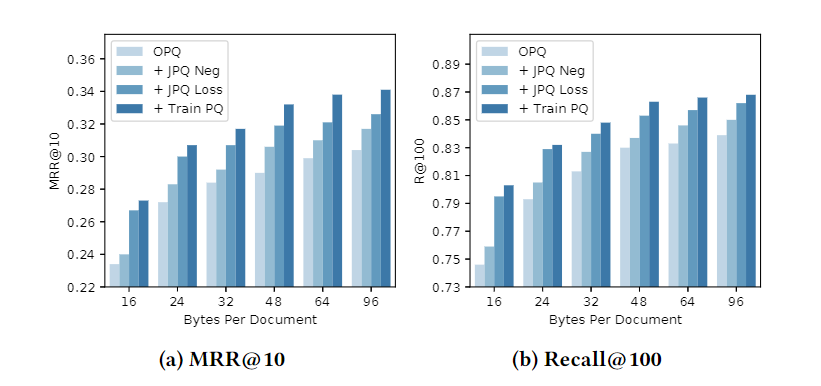 0.36
0.34
0.32
0.30
0.28
0.26
0.24
0.22
MRR@10
OPQ
+ JPQ Neg
+ JPQ Loss
+ Train PQ
16 24 32 48 64 96
Bytes Per Document
(a) MRR@10
0.89
0.87
0.85
0.83
0.81
0.79
0.77
0.75
0.73
R@100
OPQ
+ JPQ Neg
+ JPQ Loss
+ Train PQ
16 24 32 48 64 96
Bytes Per Document
(b) Recall@100